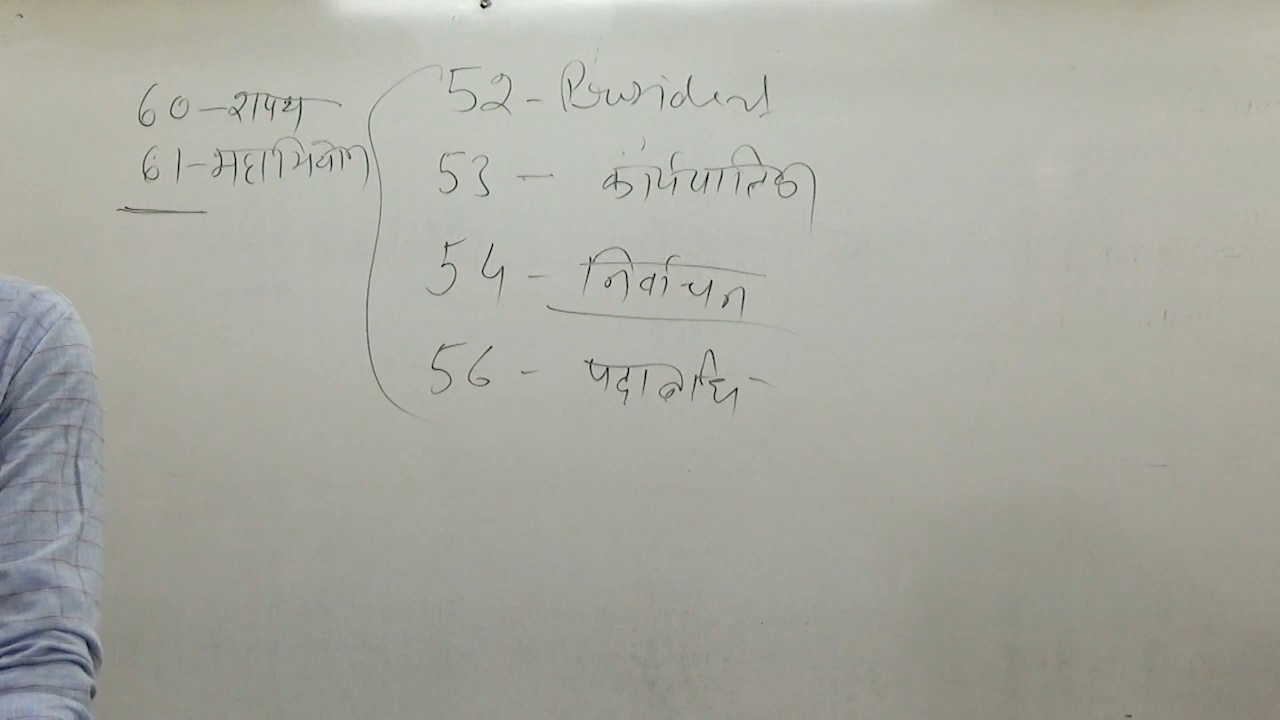 60-शपथ
61-महाभियोग
52-President
53 - कार्यपालिका
54 - निर्वाचन
56 - पदावधि -